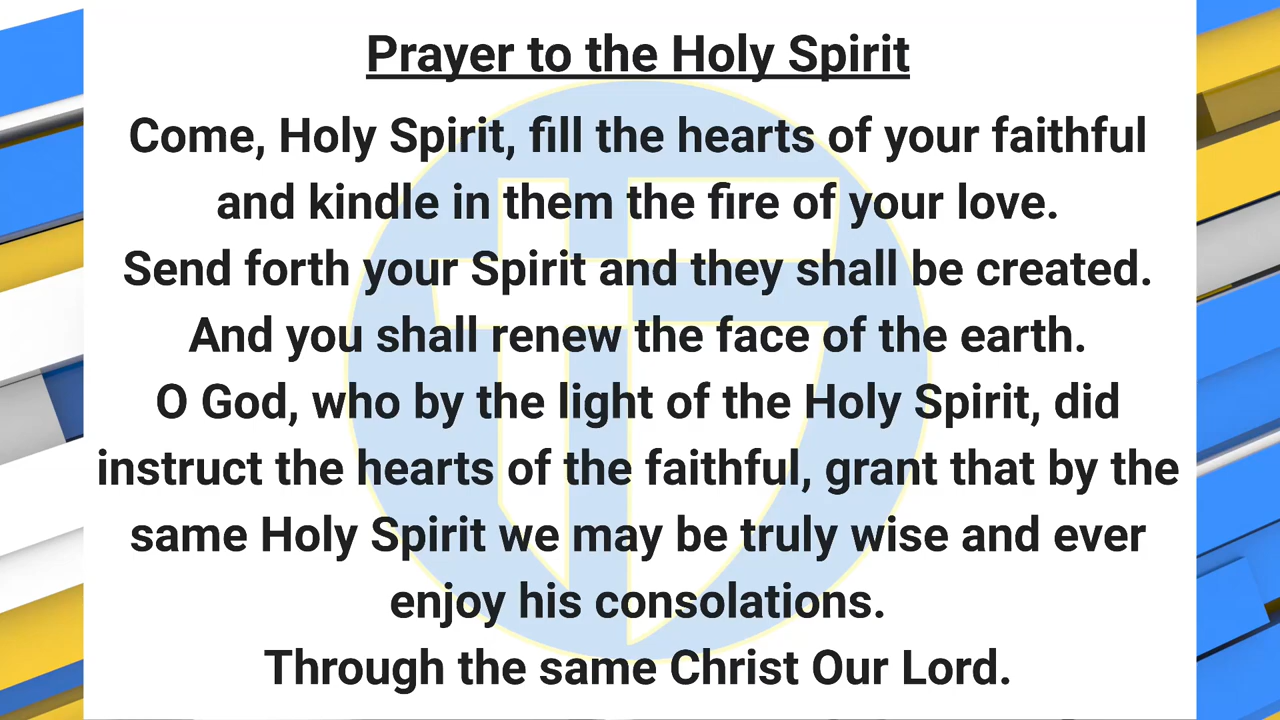 Prayer to the Holy Spirit
Come, Holy Spirit, fill the hearts of your faithful
and kindle in them the fire of your love.
Send forth your Spirit and they shall be created.
And you shall renew the face of the earth.
O God, who by the light of the Holy Spirit, did
instruct the hearts of the faithful, grant that by the
same Holy Spirit we may be truly wise and ever
enjoy his consolations.
Through the same Christ Our Lord.